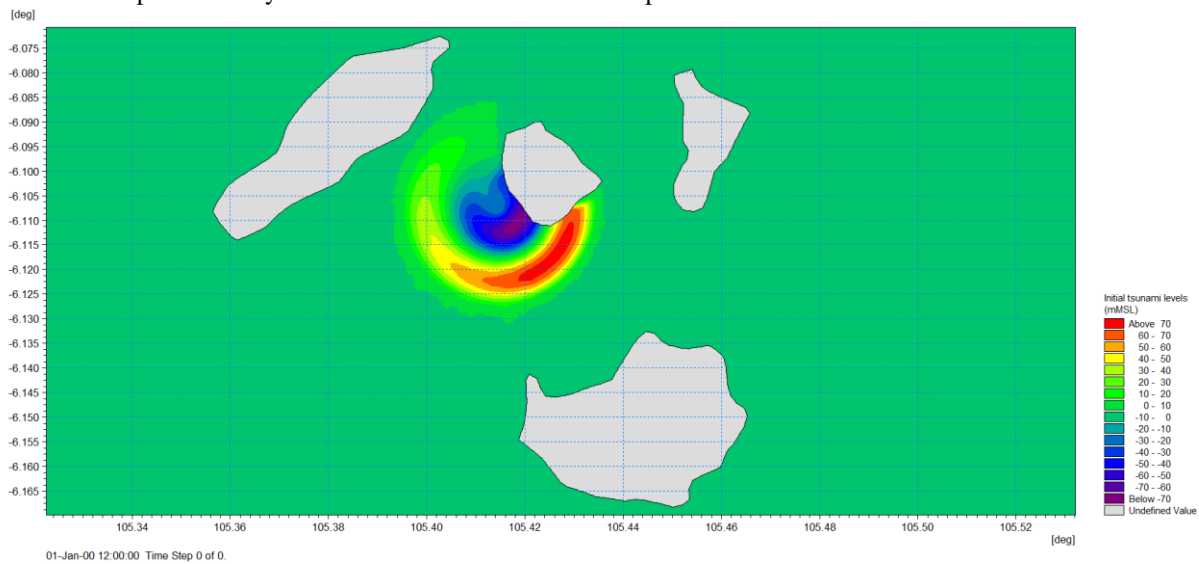 [deg]
-6.075
-6.080
-6.085
-6.090
-6.095
-6.100
-6.105
-6.110
-6.115
-6.120
-6.125
-6.130
-6.135
-6.140
-6.145
-6.150
-6.155
-6.160
-6.165
105.34 105.36 105.38 105.40 105.42 105.44 105.46 105.48 105.50 105.52
[deg]
01-Jan-00 12:00:00 Time Step 0 of 0.
Initial tsunami levels
(mMSL)
Above 70
60 - 70
50 - 60
40 - 50
30 - 40
20 - 30
10 - 20
0 - 10
-10 - 0
-20 - -10
-30 - -20
-40 - -30
-50 - -40
-60 - -50
-70 - -60
Below -70
Undefined Value